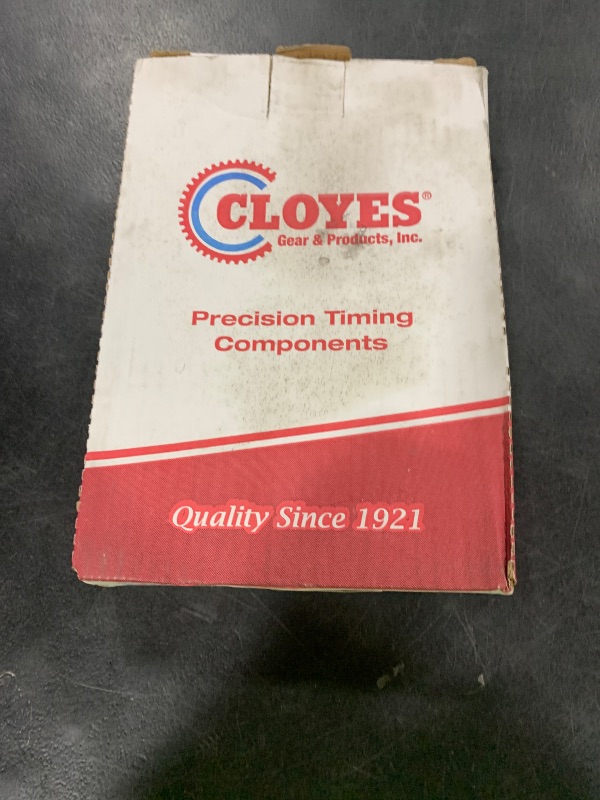 CLOYES®
Gear & Products, Inc.
Precision Timing
Components
Quality Since 1921